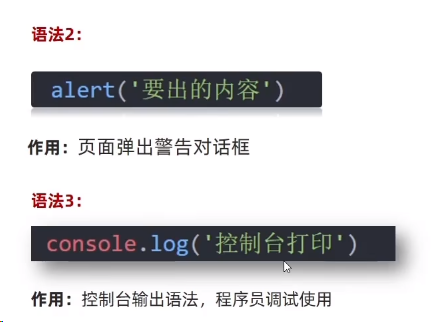 语法2：
alert('要出的内容')
作用：页面弹出警告对话框
语法3：
console.log('控制台打印')
作用：控制台输出语法，程序员调试使用